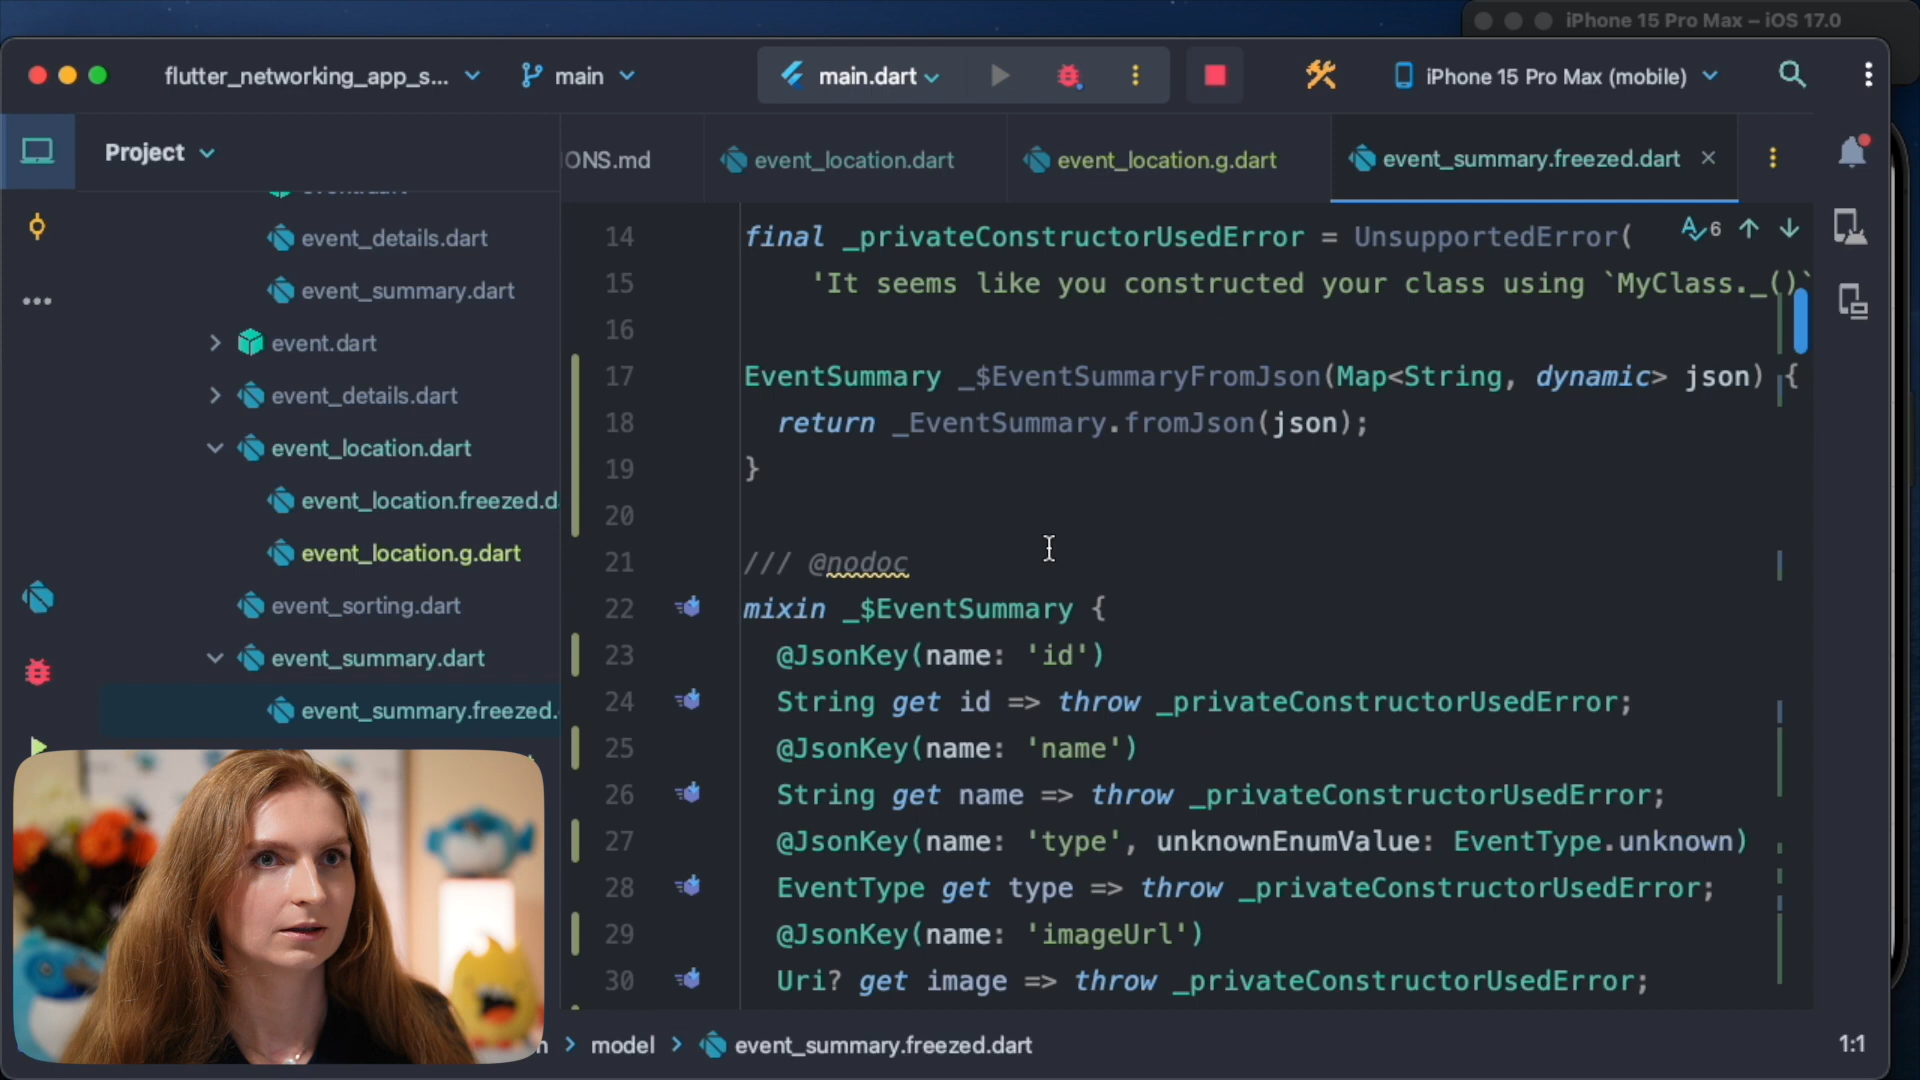 iPhone 15 Pro Max – iOS 17.0
flutter_networking_app_s...
main
main.dart
iPhone 15 Pro Max (mobile)
Project
ONS.md
event_location.dart
event_location.g.dart
event_summary.freezed.dart
event_details.dart
event_summary.dart
event.dart
event_details.dart
event_location.dart
event_location.freezed.d
event_location.g.dart
event_sorting.dart
event_summary.dart
event_summary.freezed.
6
14 final _privateConstructorUsedError = UnsupportedError(
15 'It seems like you constructed your class using `MyClass._()`
16
17 EventSummary _$EventSummaryFromJson(Map<String, dynamic> json) {
18 return _EventSummary.fromJson(json);
19 }
20
21 /// @nodoc
22 mixin _$EventSummary {
23 @JsonKey(name: 'id')
24 String get id => throw _privateConstructorUsedError;
25 @JsonKey(name: 'name')
26 String get name => throw _privateConstructorUsedError;
27 @JsonKey(name: 'type', unknownEnumValue: EventType.unknown)
28 EventType get type => throw _privateConstructorUsedError;
29 @JsonKey(name: 'imageUrl')
30 Uri? get image => throw _privateConstructorUsedError;
n > model > event_summary.freezed.dart
1:1